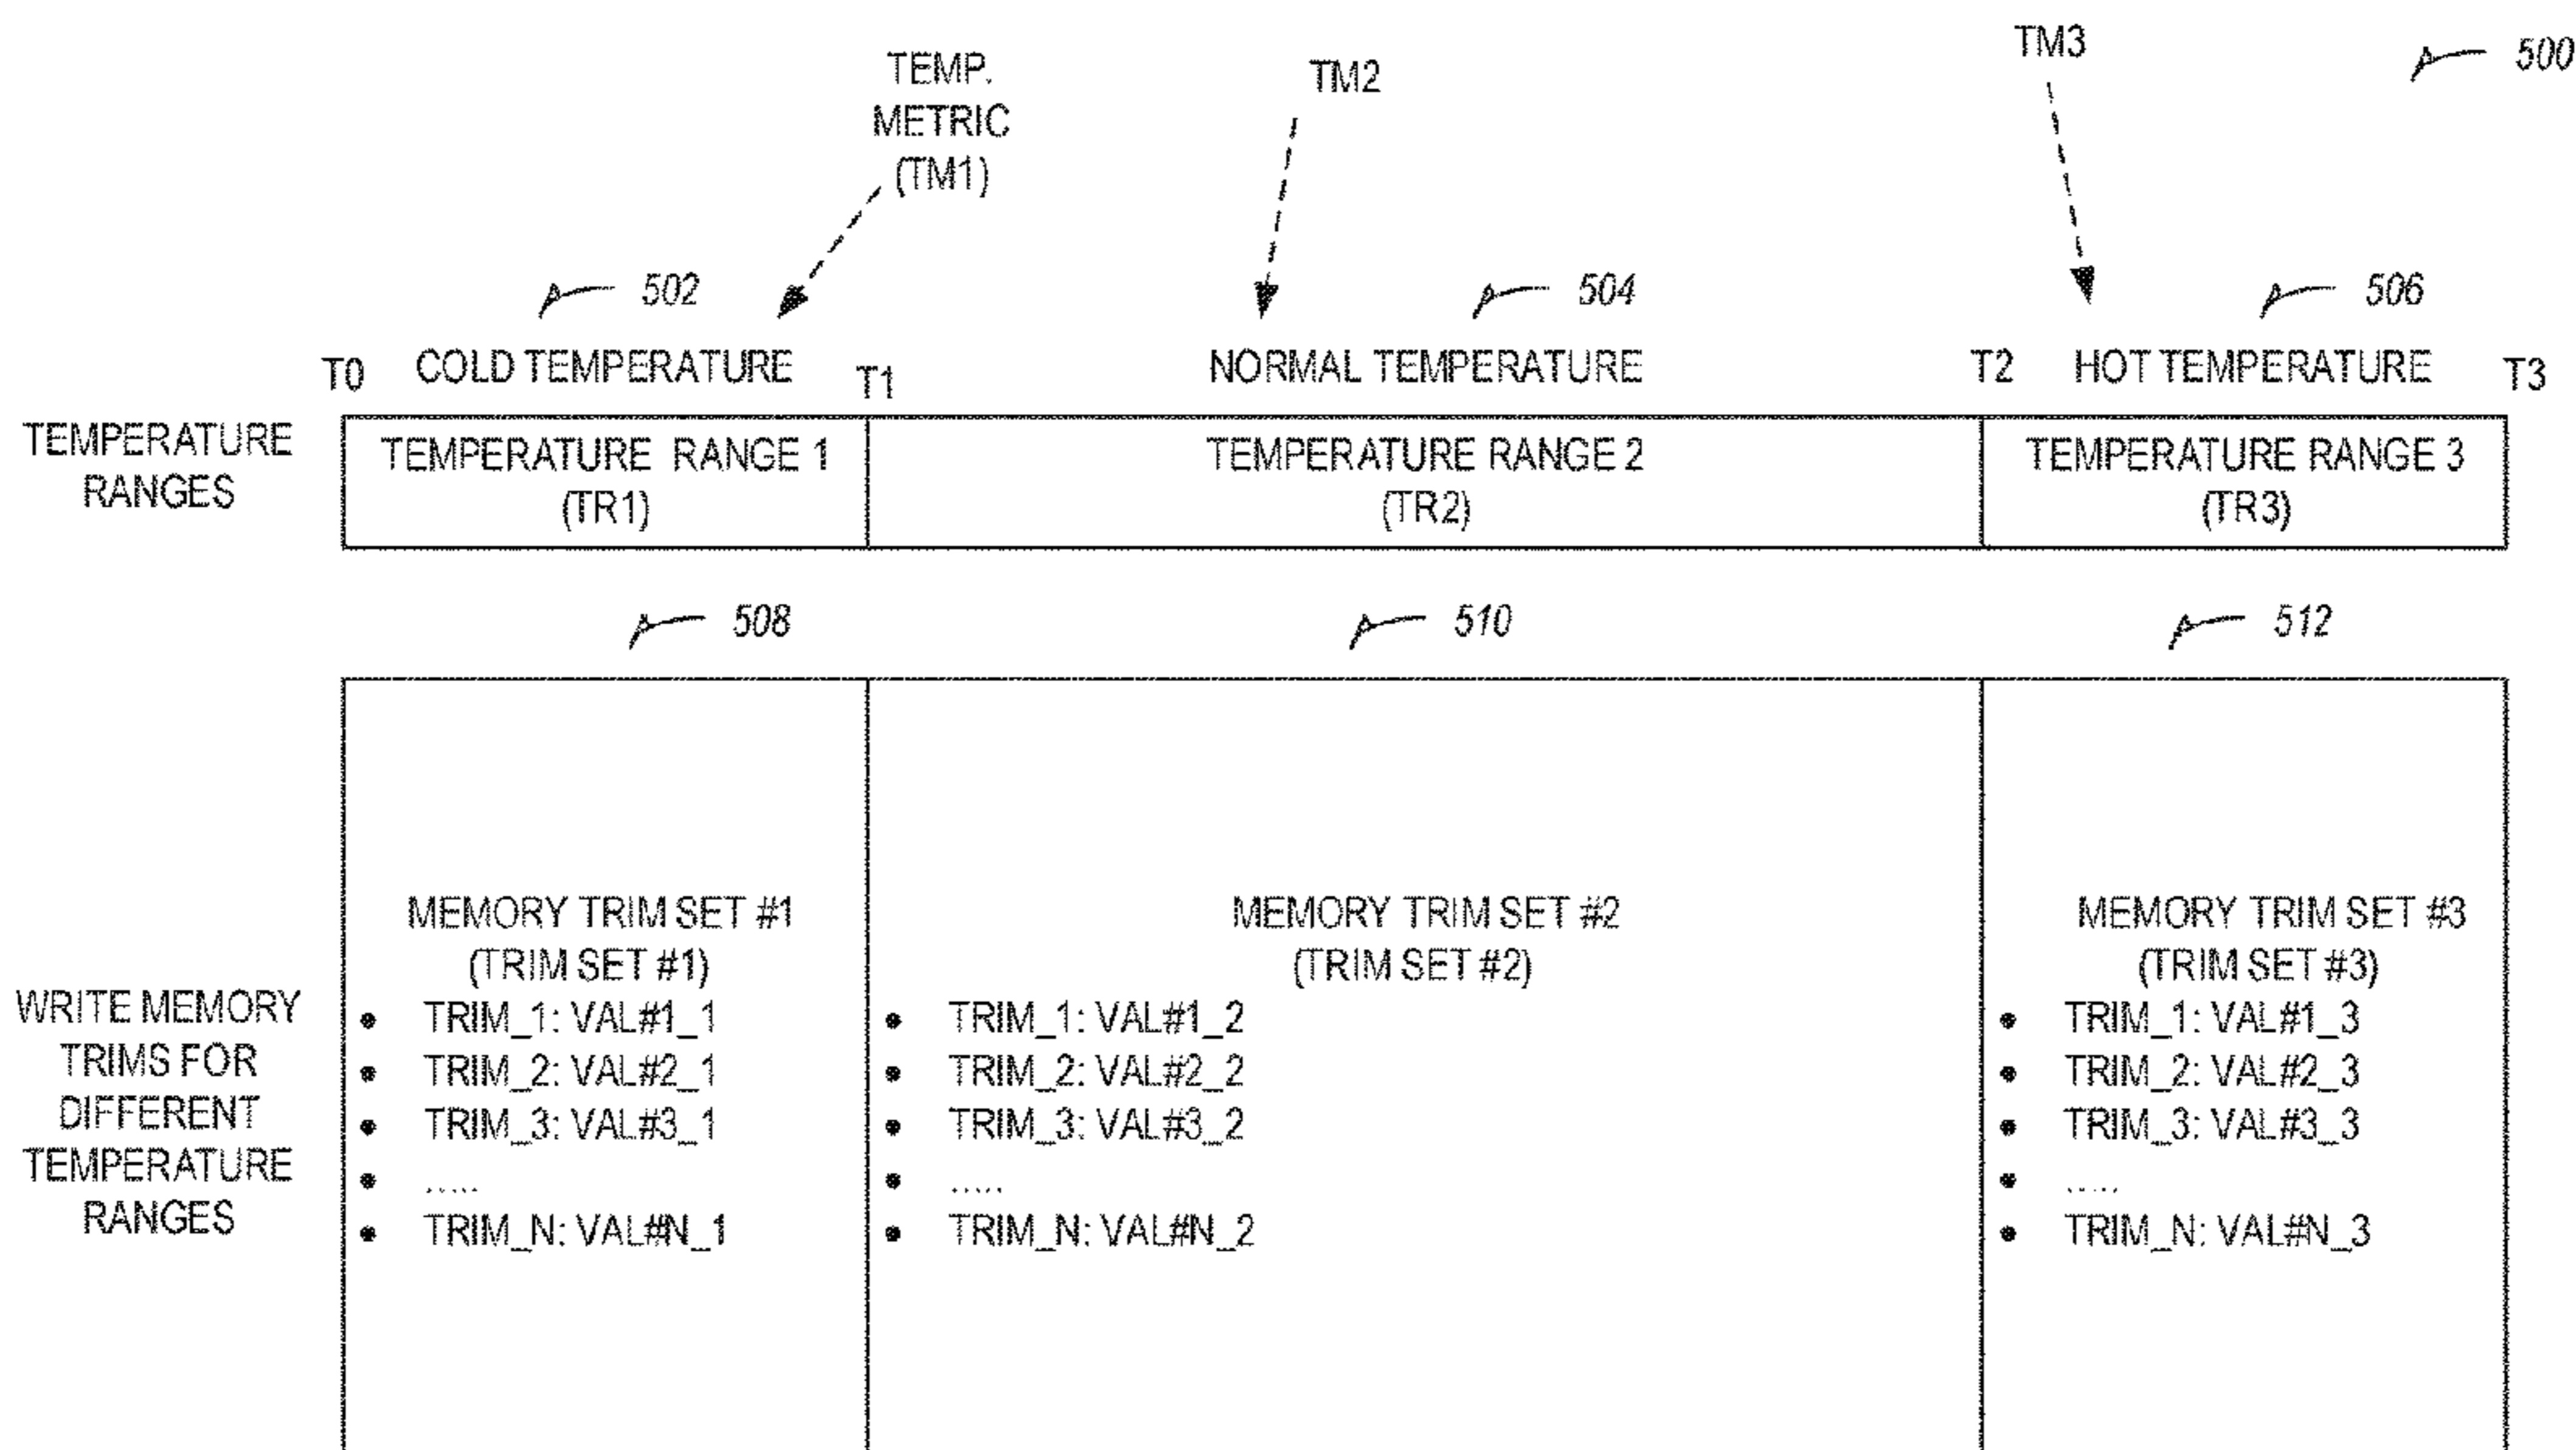 TEMP.
METRIC
(TM1)
TM2
TM3
500
502
504
506
T0
COLD TEMPERATURE
T1
NORMAL TEMPERATURE
T2
HOT TEMPERATURE
T3
TEMPERATURE
RANGES
TEMPERATURE RANGE 1
(TR1)
TEMPERATURE RANGE 2
(TR2)
TEMPERATURE RANGE 3
(TR3)
508
510
512
WRITE MEMORY
TRIMS FOR
DIFFERENT
TEMPERATURE
RANGES
MEMORY TRIM SET #1
(TRIM SET #1)
• TRIM_1: VAL#1_1
• TRIM_2: VAL#2_1
• TRIM_3: VAL#3_1
• .....
• TRIM_N: VAL#N_1
MEMORY TRIM SET #2
(TRIM SET #2)
• TRIM_1: VAL#1_2
• TRIM_2: VAL#2_2
• TRIM_3: VAL#3_2
• .....
• TRIM_N: VAL#N_2
MEMORY TRIM SET #3
(TRIM SET #3)
• TRIM_1: VAL#1_3
• TRIM_2: VAL#2_3
• TRIM_3: VAL#3_3
• .....
• TRIM_N: VAL#N_3